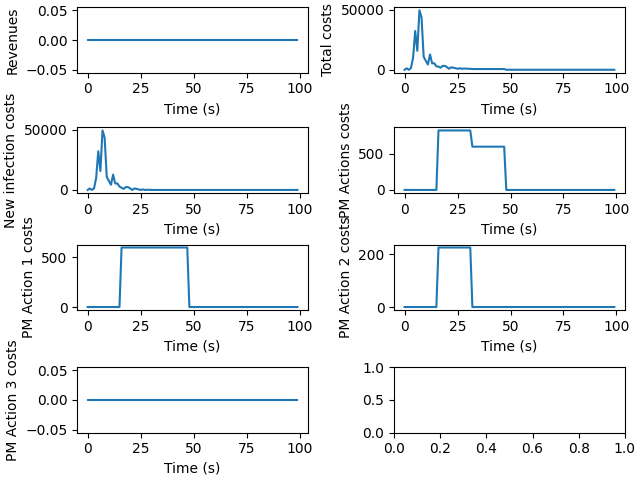 Revenues
0.05
0.00
−0.05
0 25 50 75 100
Time (s)
Total costs
50000
0
0 25 50 75 100
Time (s)
New infection costs
50000
0
0 25 50 75 100
Time (s)
PM Actions costs
500
0
0 25 50 75 100
Time (s)
PM Action 1 costs
500
0
0 25 50 75 100
Time (s)
PM Action 2 costs
200
0
0 25 50 75 100
Time (s)
PM Action 3 costs
0.05
0.00
−0.05
0 25 50 75 100
Time (s)
1.0
0.5
0.0
0.0 0.2 0.4 0.6 0.8 1.0